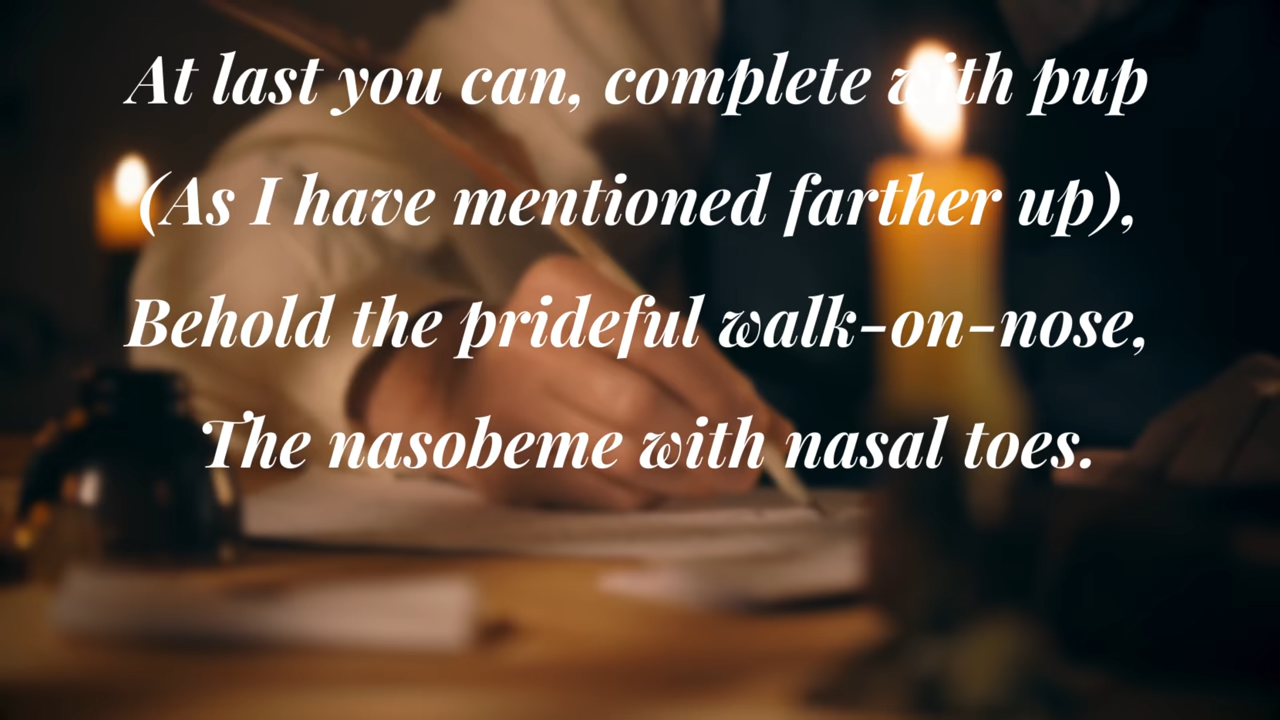 At last you can, complete with pup
(As I have mentioned farther up),
Behold the prideful walk-on-nose,
The nasobeme with nasal toes.